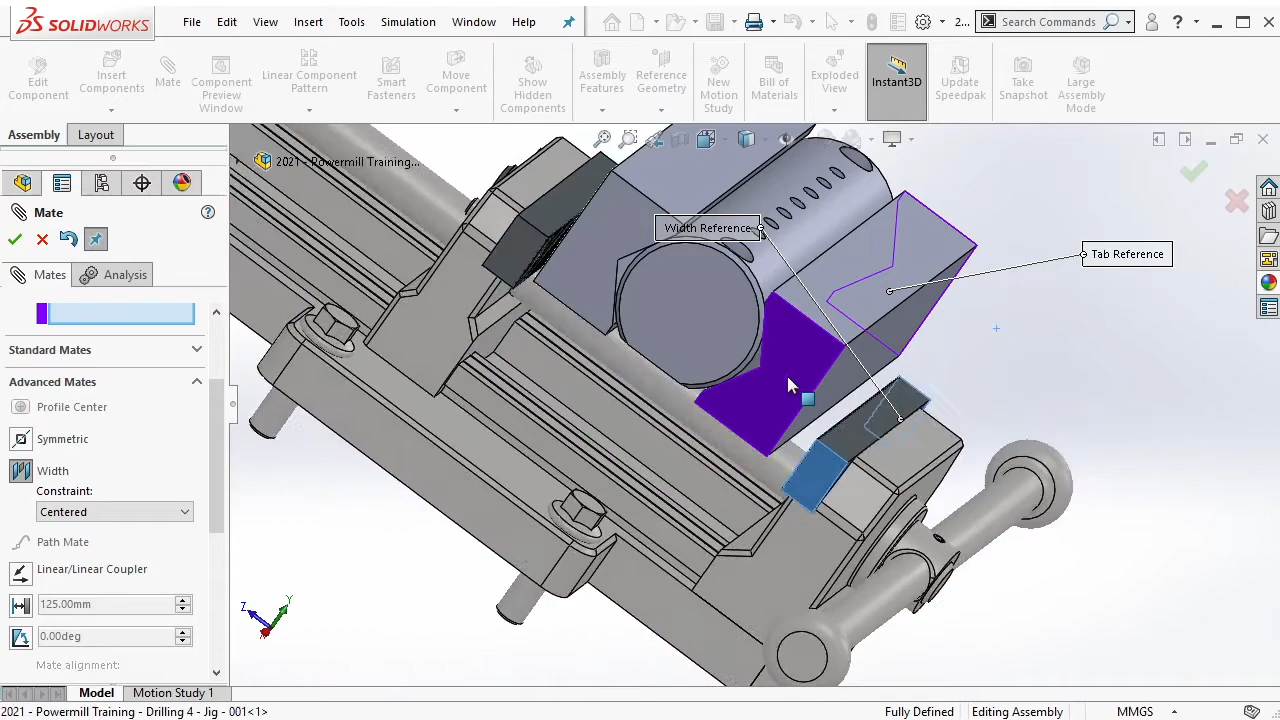 SOLIDWORKS
File Edit View Insert Tools Simulation Window Help
2... Search Commands ?
Edit Component
Insert Components
Mate
Component Preview Window
Linear Component Pattern
Smart Fasteners
Move Component
Show Hidden Components
Assembly Features
Reference Geometry
New Motion Study
Bill of Materials
Exploded View
Instant3D
Update Speedpak
Take Snapshot
Large Assembly Mode
Assembly Layout
2021 - Powermill Training...
Mate
Mates Analysis
Standard Mates
Advanced Mates
Profile Center
Symmetric
Width
Constraint:
Centered
Path Mate
Linear/Linear Coupler
125.00mm
0.00deg
Mate alignment:
Width Reference
Tab Reference
Z Y X
Model Motion Study 1
2021 - Powermill Training - Drilling 4 - Jig - 001<1> Fully Defined Editing Assembly MMGS